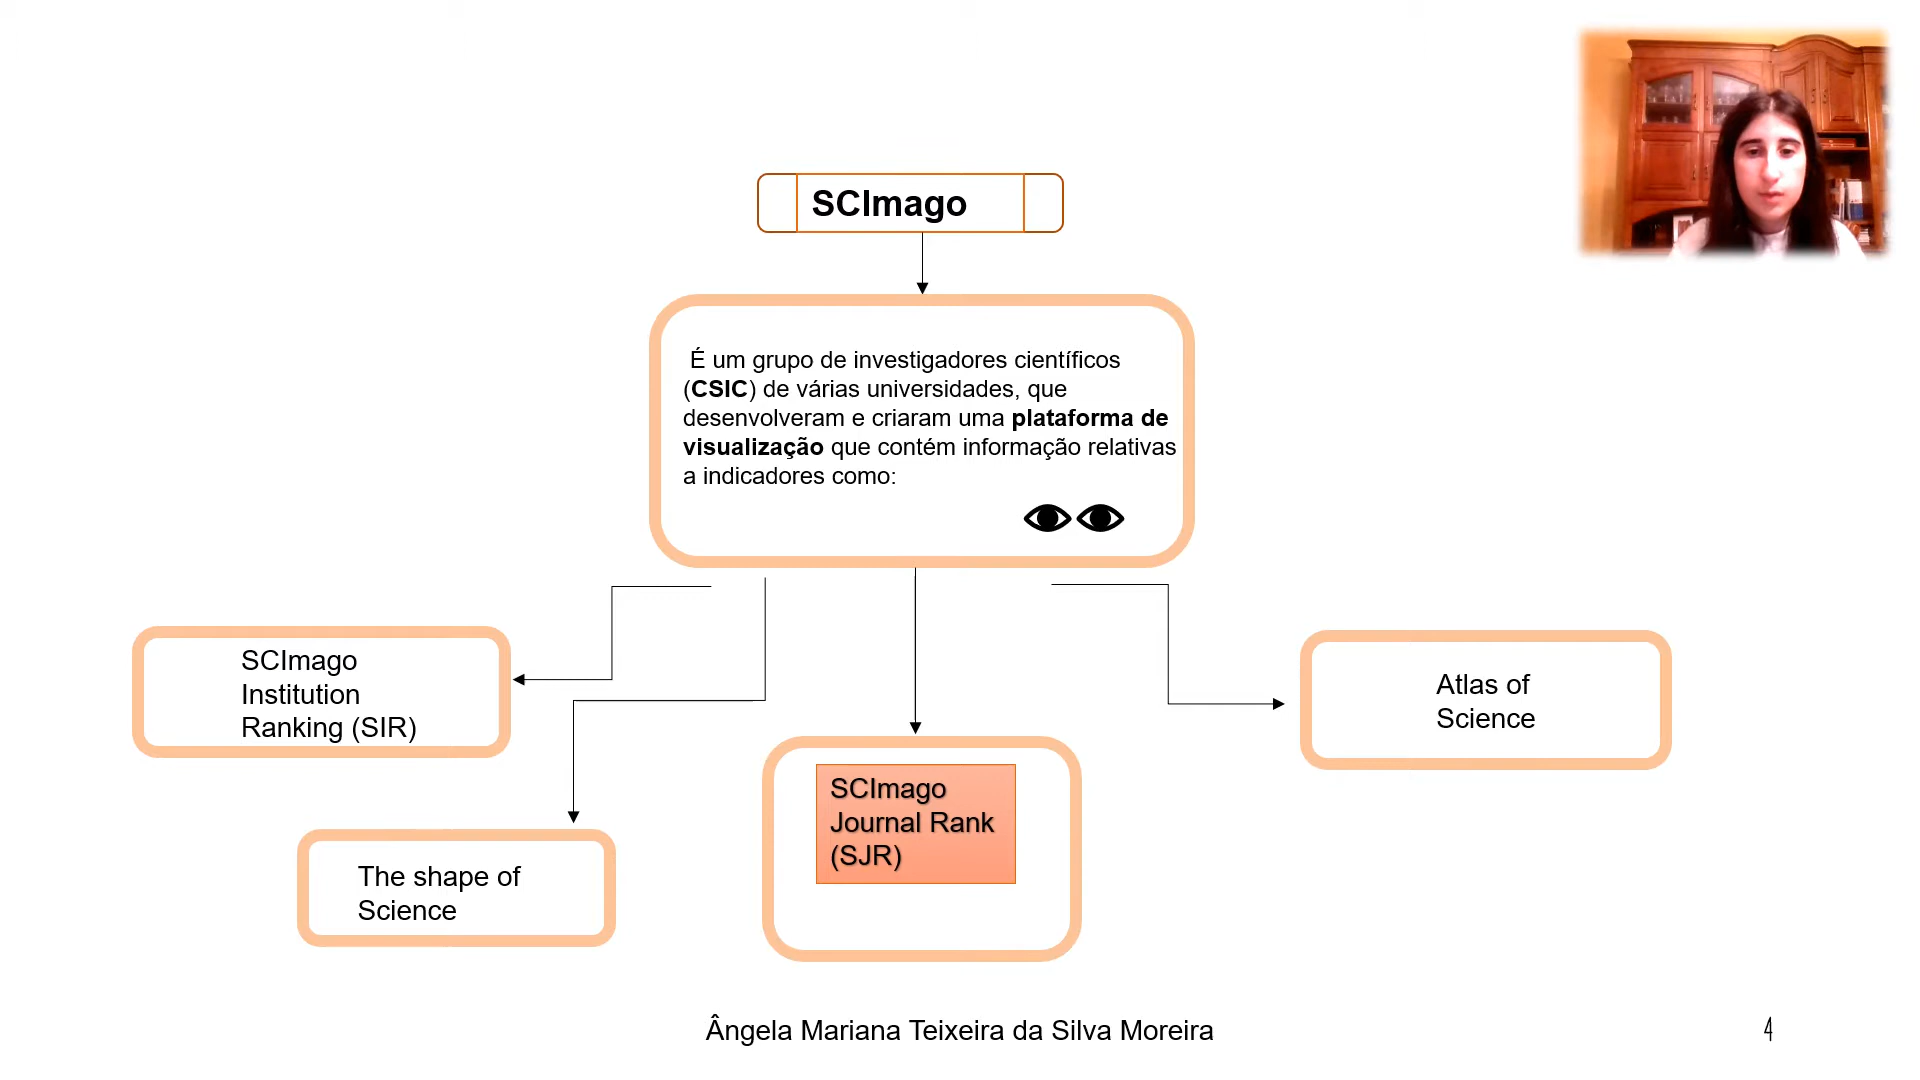 SCImago
É um grupo de investigadores científicos
(CSIC) de várias universidades, que
desenvolveram e criaram uma plataforma de
visualização que contém informação relativas
a indicadores como:
SCImago
Institution
Ranking (SIR)
The shape of
Science
SCImago
Journal Rank
(SJR)
Atlas of
Science
Ângela Mariana Teixeira da Silva Moreira
4